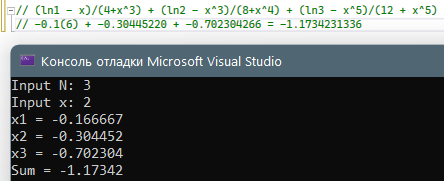 // (ln1 - x)/(4+x^3) + (ln2 - x^3)/(8+x^4) + (ln3 - x^5)/(12 + x^5)
// -0.1(6) + -0.30445220 + -0.702304266 = -1.1734231336
Консоль отладки Microsoft Visual Studio
Input N: 3
Input x: 2
x1 = -0.166667
x2 = -0.304452
x3 = -0.702304
Sum = -1.17342